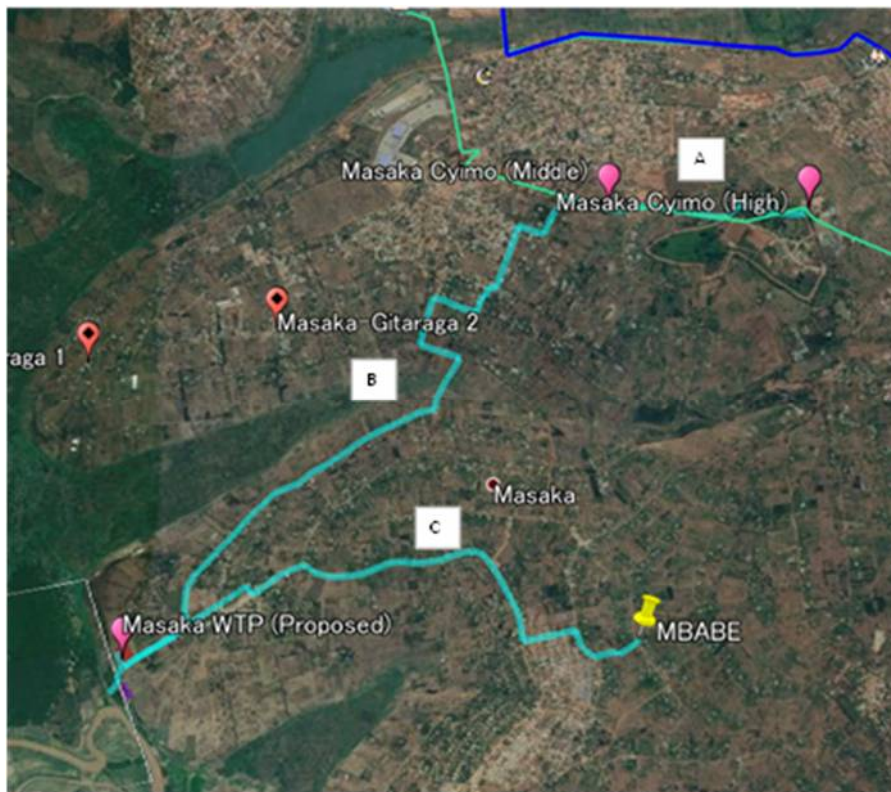 A
Masaka Cyimo (Middle)
Masaka Cyimo (High)
Masaka-Gitaraga 2
raga 1
B
Masaka
C
Masaka WTP (Proposed)
MBABE